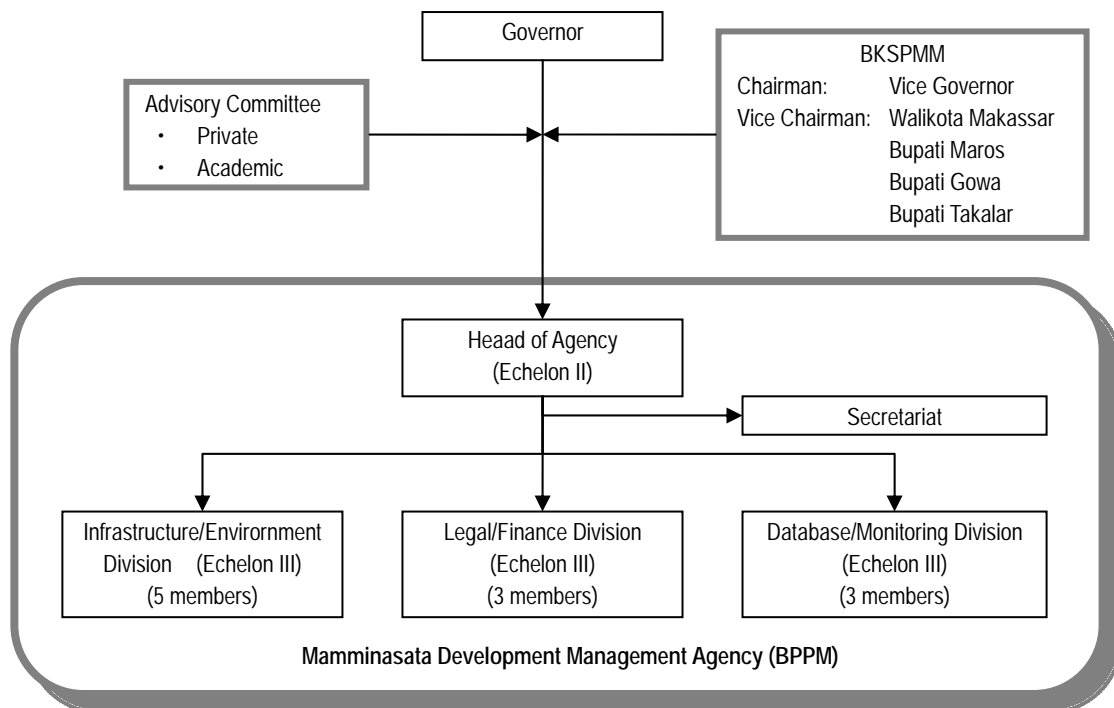 Governor
BKSPMM
Chairman: Vice Governor
Vice Chairman: Walikota Makassar
Bupati Maros
Bupati Gowa
Bupati Takalar
Advisory Committee
・ Private
・ Academic
Heaad of Agency
(Echelon II)
Secretariat
Infrastructure/Envirornment
Division (Echelon III)
(5 members)
Legal/Finance Division
(Echelon III)
(3 members)
Database/Monitoring Division
(Echelon III)
(3 members)
Mamminasata Development Management Agency (BPPM)